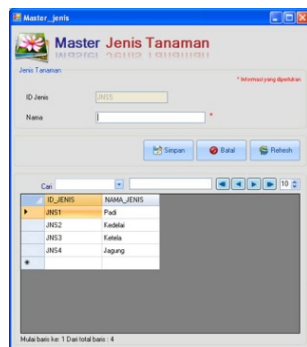 Master_jenis
Master Jenis Tanaman
Jenis Tanaman
* Informasi yang diperlukan
ID Jenis JNS5
Nama *
Simpan Batal Refresh
Cari 10
ID_JENIS NAMA_JENIS
JNS1 Padi
JNS2 Kedelai
JNS3 Ketela
JNS4 Jagung
Mulai baris ke: 1 Dari total baris : 4